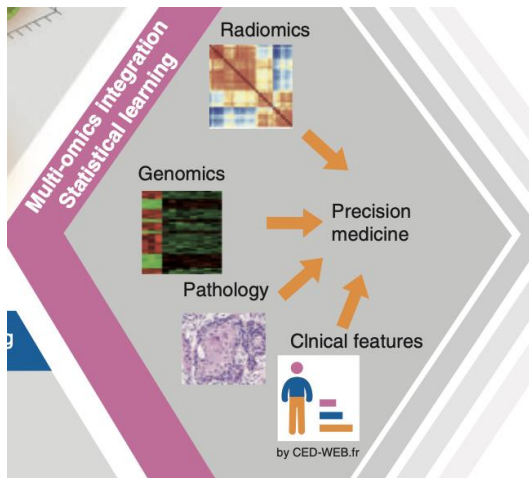 Multi-omics integration
Statistical learning
Radiomics
Genomics
Precision
medicine
Pathology
Clnical features
by CED-WEB.fr
g